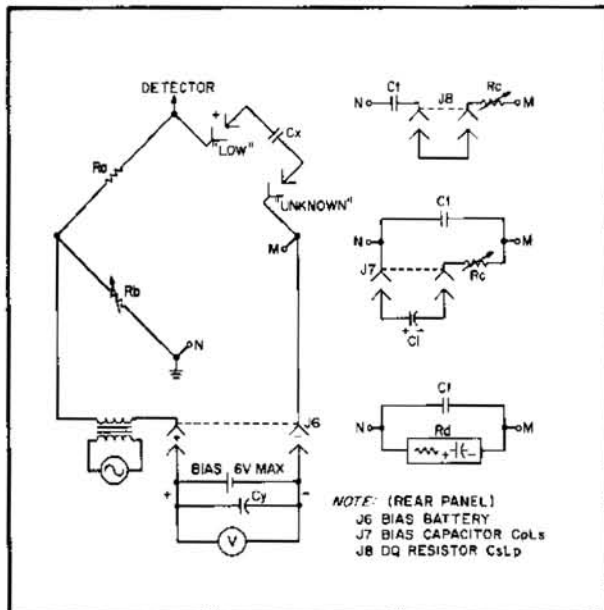 DETECTOR
+
Cx
"LOW"
-
"UNKNOWN"
M
Ra
Rb
N
J6
+ -
BIAS 6V MAX
+ -
Cy
V
N Ct J8 Rc M
Ct
N M
J7 Rc
+ -
C1
Ct
N M
Rd
+ -
NOTE: (REAR PANEL)
J6 BIAS BATTERY
J7 BIAS CAPACITOR CpLs
J8 DQ RESISTOR CsLp